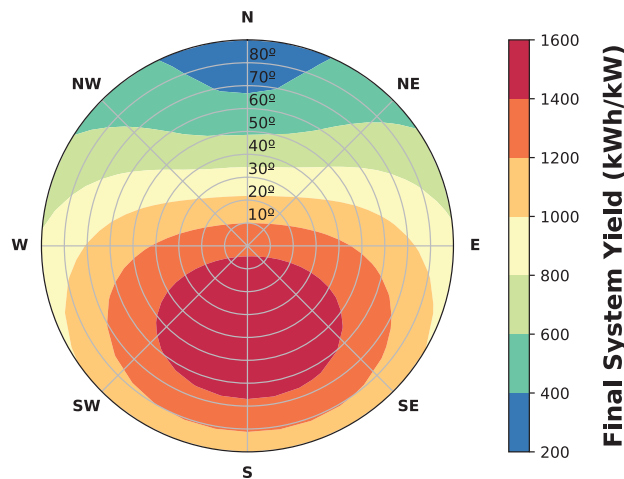 N
NW
NE
80º
70º
60º
50º
40º
30º
20º
10º
W
E
SW
SE
S
1600
1400
1200
1000
800
600
400
200
Final System Yield (kWh/kW)